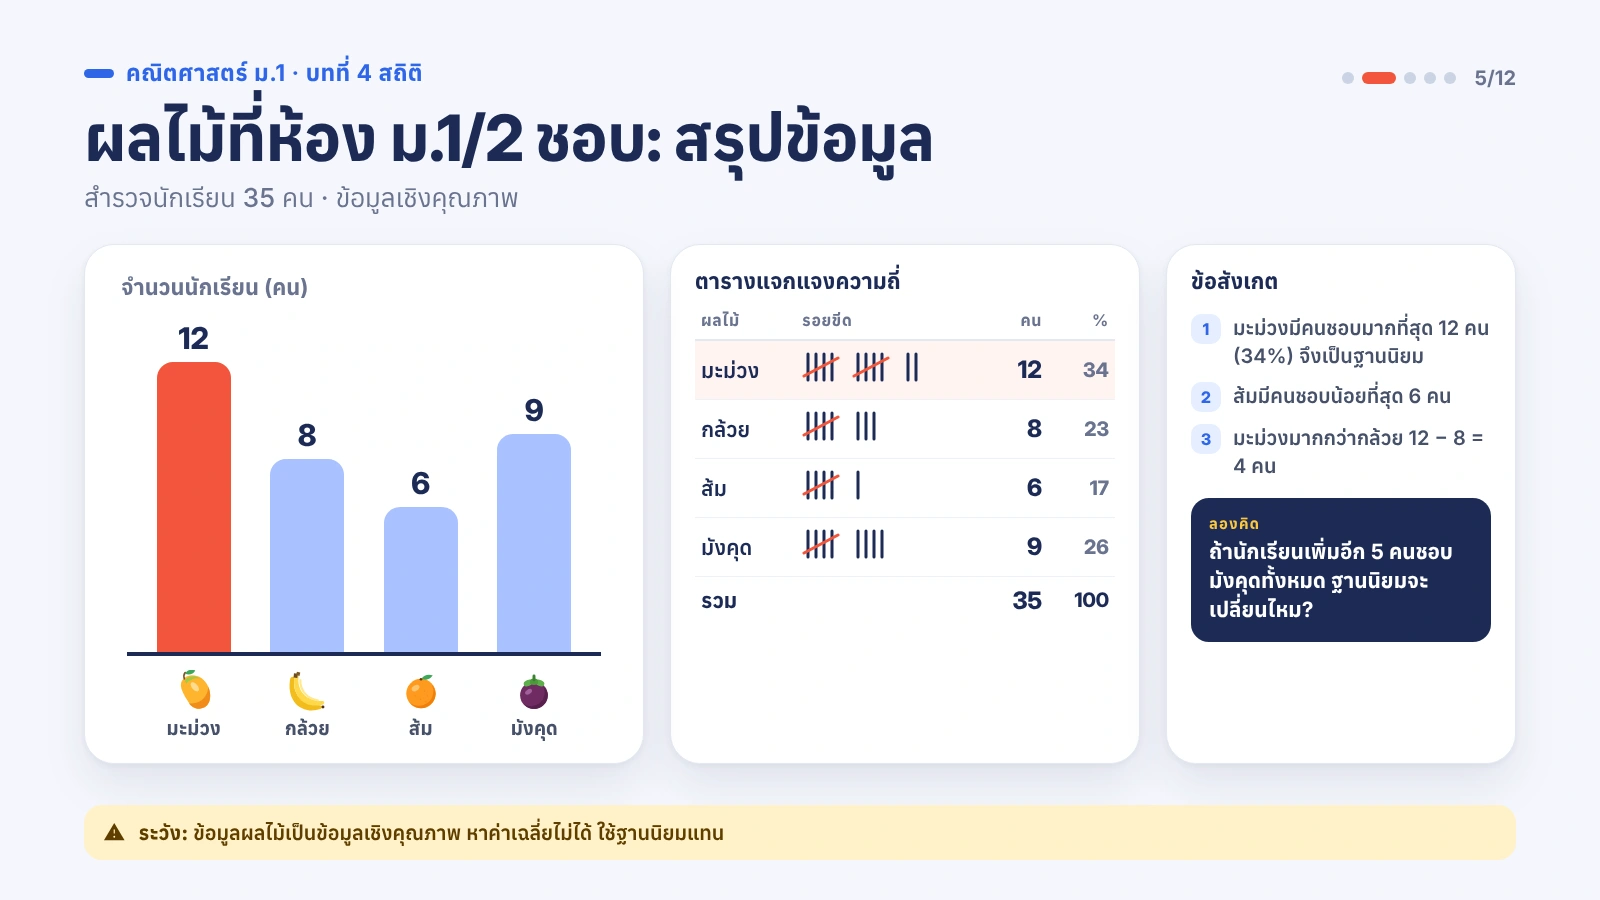 คณิตศาสตร์ ม.1 · บทที่ 4 สถิติ
5/12
ผลไม้ที่ห้อง ม.1/2 ชอบ: สรุปข้อมูล
สำรวจนักเรียน 35 คน · ข้อมูลเชิงคุณภาพ
จำนวนนักเรียน (คน)
12
8
6
9
มะม่วง
กล้วย
ส้ม
มังคุด
ตารางแจกแจงความถี่
ผลไม้ รอยขีด คน %
มะม่วง 12 34
กล้วย 8 23
ส้ม 6 17
มังคุด 9 26
รวม 35 100
ข้อสังเกต
1 มะม่วงมีคนชอบมากที่สุด 12 คน
(34%) จึงเป็นฐานนิยม
2 ส้มมีคนชอบน้อยที่สุด 6 คน
3 มะม่วงมากกว่ากล้วย 12 − 8 =
4 คน
ลองคิด
ถ้านักเรียนเพิ่มอีก 5 คนชอบ
มังคุดทั้งหมด ฐานนิยมจะ
เปลี่ยนไหม?
ระวัง: ข้อมูลผลไม้เป็นข้อมูลเชิงคุณภาพ หาค่าเฉลี่ยไม่ได้ ใช้ฐานนิยมแทน